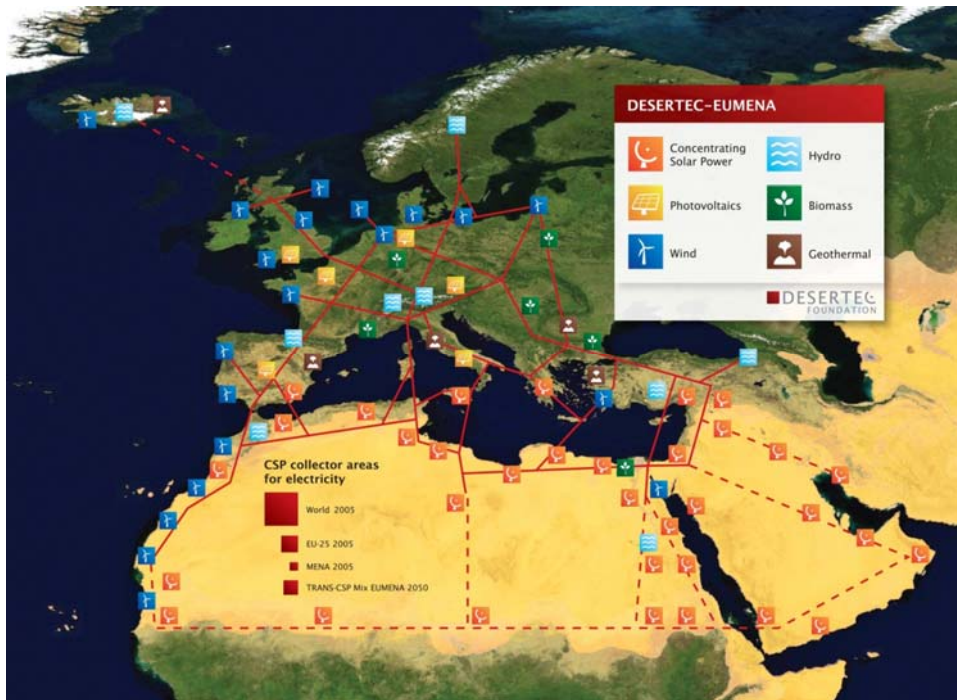 DESERTEC–EUMENA
Concentrating
Solar Power
Hydro
Photovoltaics
Biomass
Wind
Geothermal
DESERTEC
FOUNDATION
CSP collector areas
for electricity
World 2005
EU-25 2005
MENA 2005
TRANS-CSP Mix EUMENA 2050